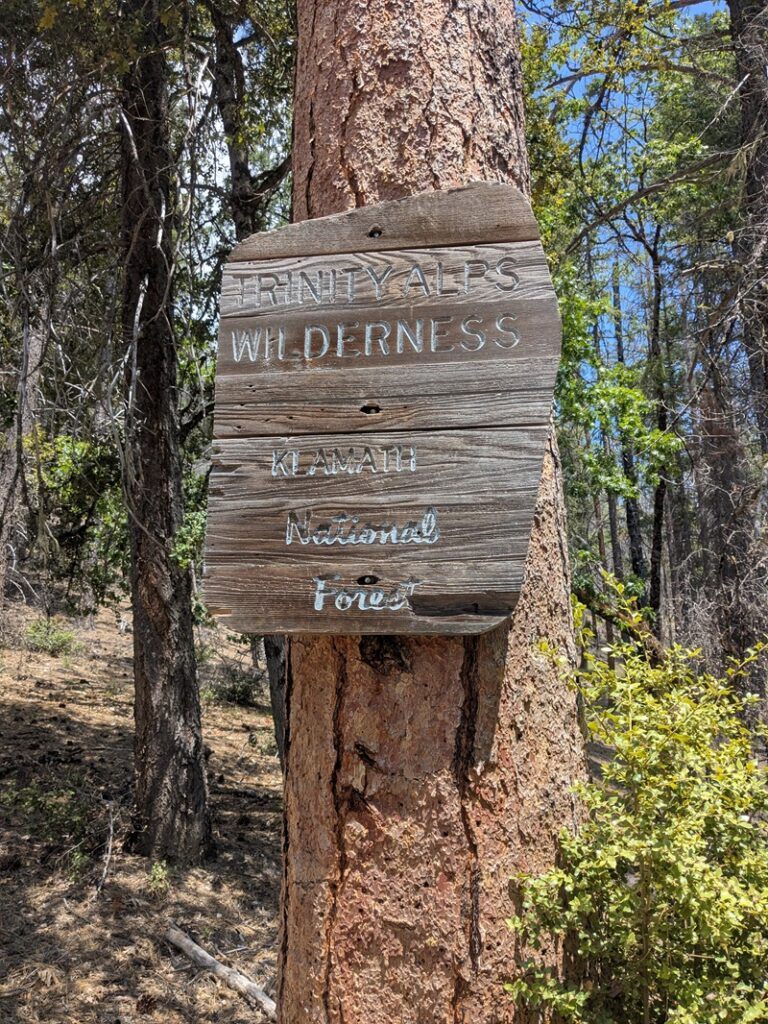 TRINITY ALPS
WILDERNESS
KLAMATH
National
Forest